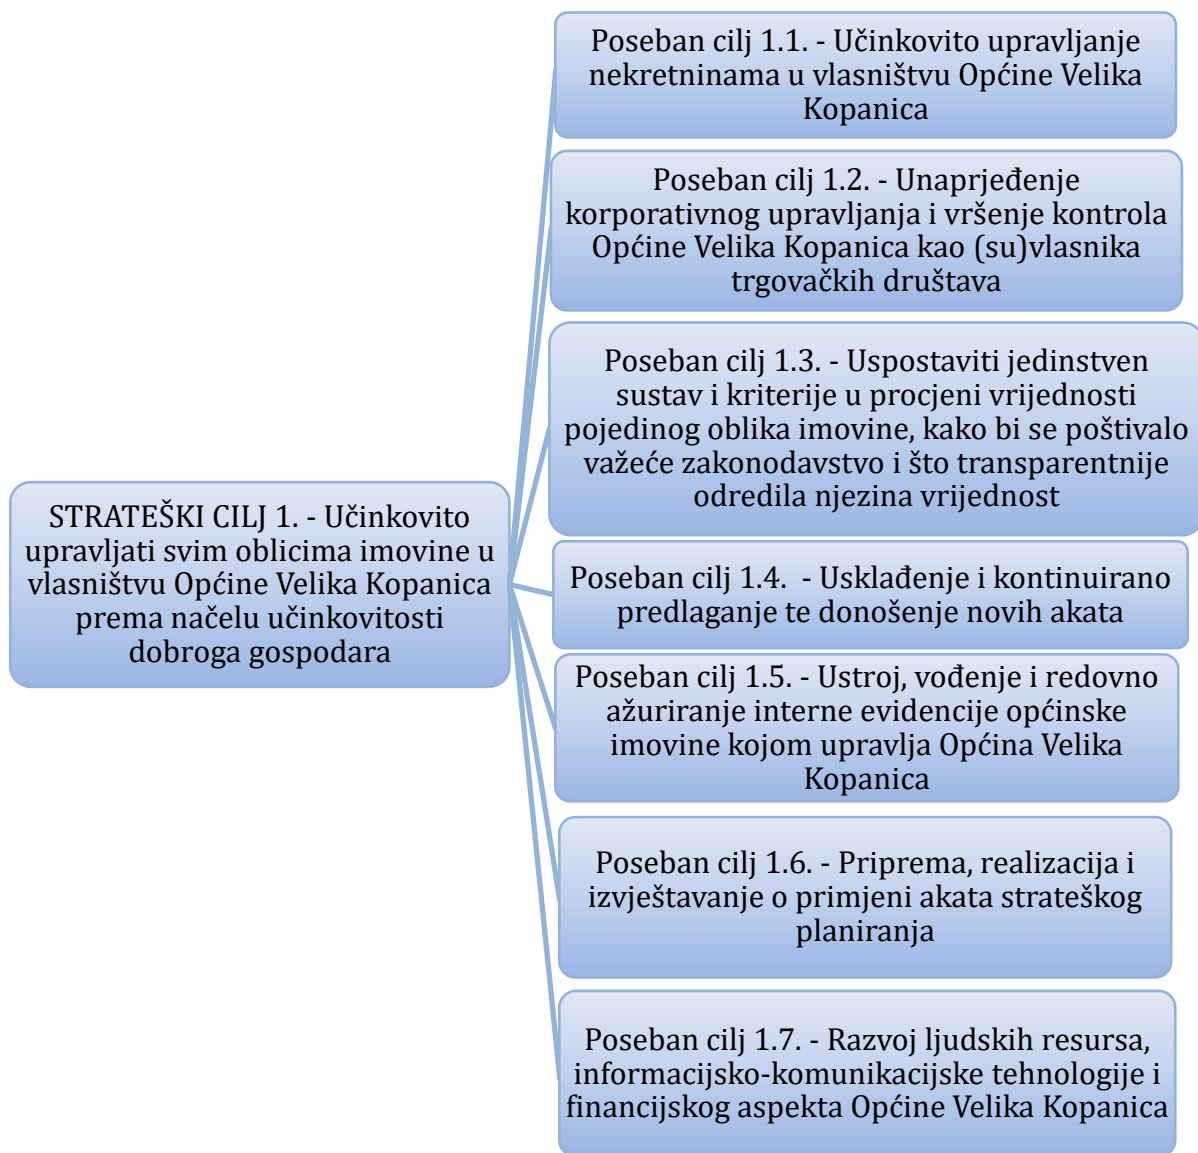 Poseban cilj 1.1. - Učinkovito upravljanje
nekretninama u vlasništvu Općine Velika
Kopanica
Poseban cilj 1.2. - Unaprjeđenje
korporativnog upravljanja i vršenje kontrola
Općine Velika Kopanica kao (su)vlasnika
trgovačkih društava
Poseban cilj 1.3. - Uspostaviti jedinstven
sustav i kriterije u procjeni vrijednosti
pojedinog oblika imovine, kako bi se poštivalo
važeće zakonodavstvo i što transparentnije
odredila njezina vrijednost
STRATEŠKI CILJ 1. - Učinkovito
upravljati svim oblicima imovine u
vlasništvu Općine Velika Kopanica
prema načelu učinkovitosti
dobroga gospodara
Poseban cilj 1.4.  - Usklađenje i kontinuirano
predlaganje te donošenje novih akata
Poseban cilj 1.5. - Ustroj, vođenje i redovno
ažuriranje interne evidencije općinske
imovine kojom upravlja Općina Velika
Kopanica
Poseban cilj 1.6. - Priprema, realizacija i
izvještavanje o primjeni akata strateškog
planiranja
Poseban cilj 1.7. - Razvoj ljudskih resursa,
informacijsko-komunikacijske tehnologije i
financijskog aspekta Općine Velika Kopanica